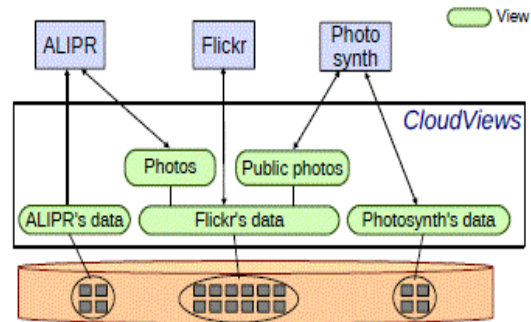 View
ALIPR
Flickr
Photo
synth
CloudViews
Photos
Public photos
ALIPR's data
Flickr's data
Photosynth's data